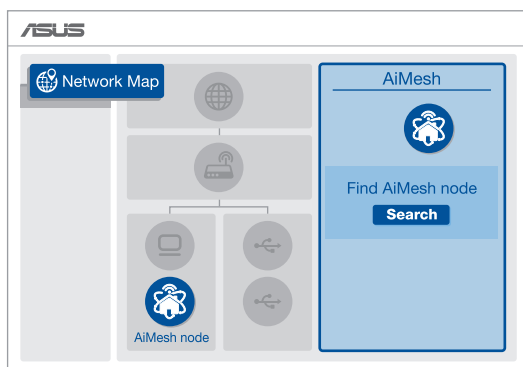 ASUS
Network Map
AiMesh
Find AiMesh node
Search
AiMesh node